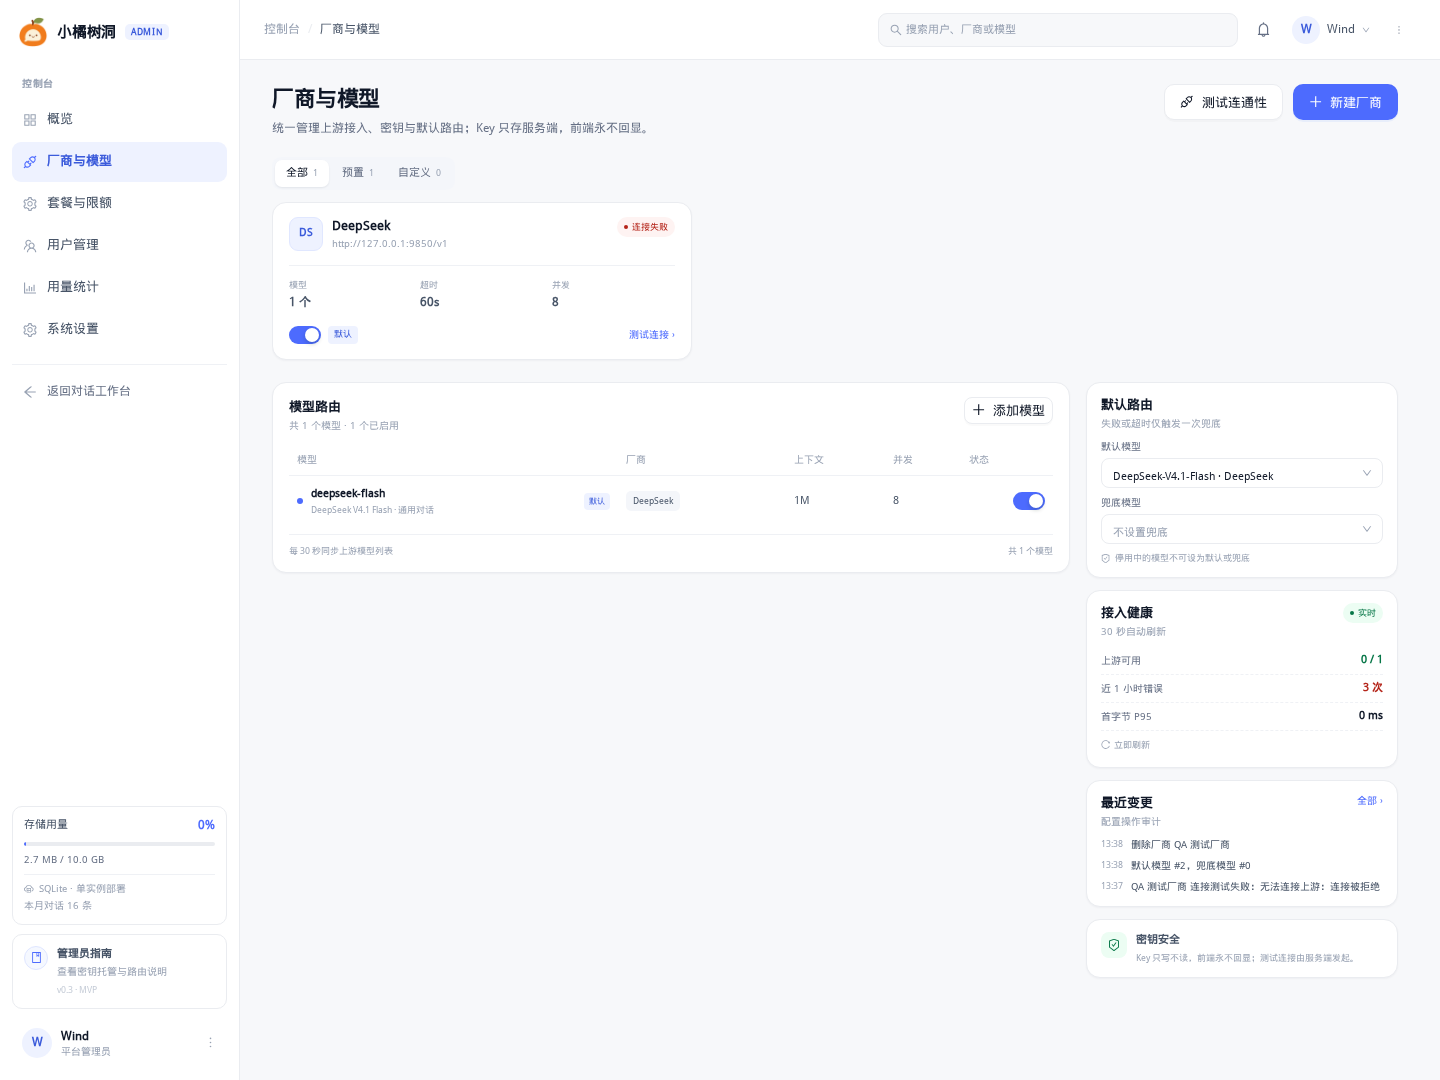 小橘树洞 ADMIN
控制台
概览
厂商与模型
套餐与限额
用户管理
用量统计
系统设置
返回对话工作台
存储用量 0%
2.7 MB / 10.0 GB
SQLite · 单实例部署
本月对话 16 条
管理员指南
查看密钥托管与路由说明
v0.3 · MVP
W Wind
平台管理员
控制台 / 厂商与模型
搜索用户、厂商或模型
W Wind
厂商与模型
统一管理上游接入、密钥与默认路由；Key 只存服务端，前端永不回显。
测试连通性
新建厂商
全部 1 预置 1 自定义 0
DS DeepSeek
http://127.0.0.1:9850/v1
连接失败
模型 超时 并发
1 个 60s 8
默认 测试连接 ›
模型路由
共 1 个模型 · 1 个已启用
添加模型
模型 厂商 上下文 并发 状态
deepseek-flash 默认 DeepSeek 1M 8
DeepSeek V4.1 Flash · 通用对话
每 30 秒同步上游模型列表 共 1 个模型
默认路由
失败或超时仅触发一次兜底
默认模型
DeepSeek-V4.1-Flash · DeepSeek
兜底模型
不设置兜底
停用中的模型不可设为默认或兜底
接入健康 实时
30 秒自动刷新
上游可用 0 / 1
近 1 小时错误 3 次
首字节 P95 0 ms
立即刷新
最近变更 全部 ›
配置操作审计
13:38 删除厂商 QA 测试厂商
13:38 默认模型 #2，兜底模型 #0
13:37 QA 测试厂商 连接测试失败：无法连接上游：连接被拒绝
密钥安全
Key 只写不读，前端永不回显；测试连接由服务端发起。